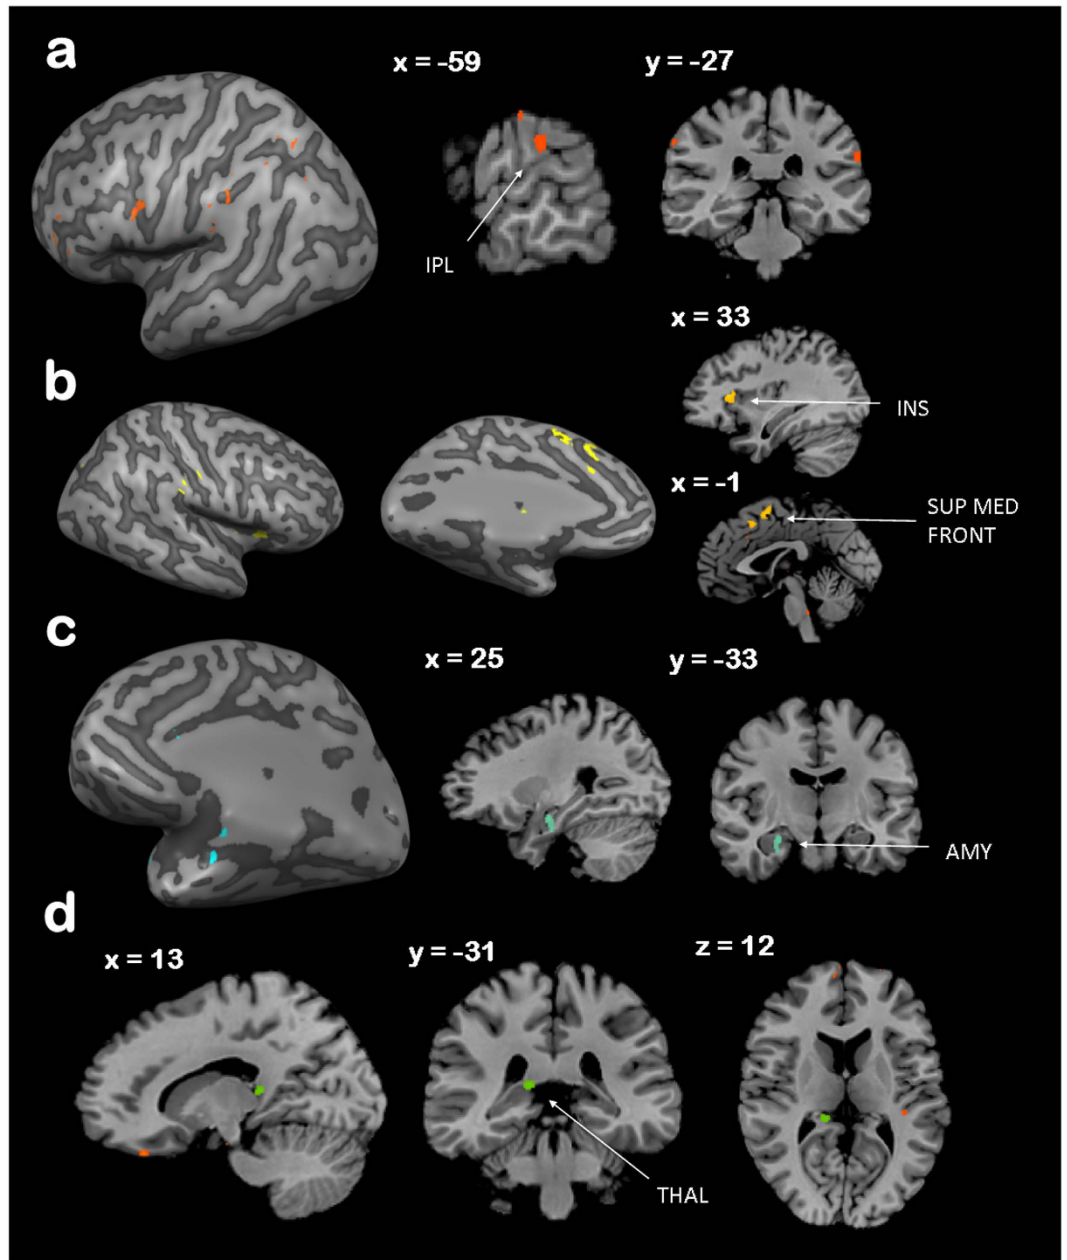 a
x = -59
y = -27
IPL
x = 33
b
INS
x = -1
SUP MED
FRONT
c
x = 25
y = -33
AMY
d
x = 13
y = -31
z = 12
THAL